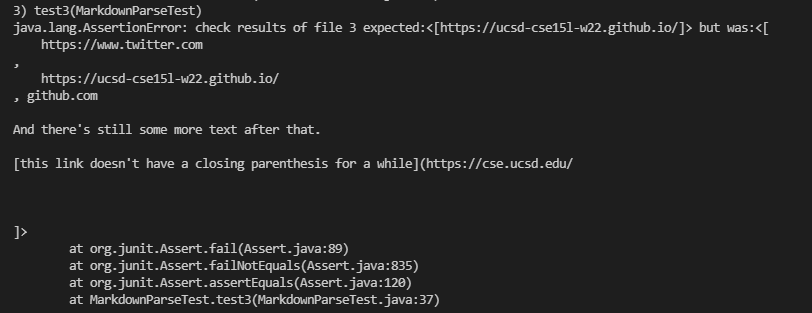 3) test3(MarkdownParseTest)
java.lang.AssertionError: check results of file 3 expected:<[https://ucsd-cse15l-w22.github.io/]> but was:<[
https://www.twitter.com
,
https://ucsd-cse15l-w22.github.io/
, github.com
And there's still some more text after that.
[this link doesn't have a closing parenthesis for a while](https://cse.ucsd.edu/
]>
at org.junit.Assert.fail(Assert.java:89)
at org.junit.Assert.failNotEquals(Assert.java:835)
at org.junit.Assert.assertEquals(Assert.java:120)
at MarkdownParseTest.test3(MarkdownParseTest.java:37)